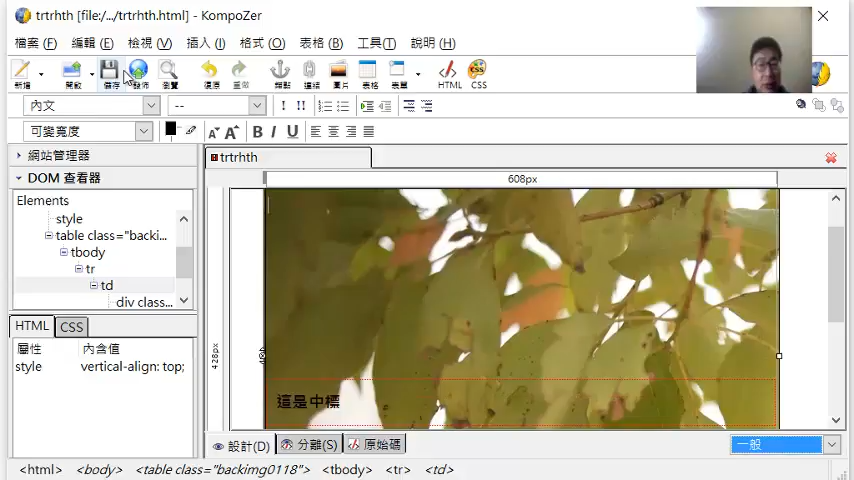 trtrhth [file:/.../trtrhth.html] - KompoZer
檔案 (F) 編輯 (E) 檢視 (V) 插入 (I) 格式 (O) 表格 (B) 工具(T) 說明 (H)
新增 開啟 儲存 發佈 瀏覽 復原 重做 錨點 連結 圖片 表格 表單 HTML CSS
內文 -- ! !!
可變寬度 A A B I U
網站管理器 trtrhth
DOM 查看器 608px
Elements
style
table class="backi...
tbody
tr
td
div class...
HTML CSS
屬性 內含值
style vertical-align: top;
428px
這是中標
設計(D) 分離(S) 原始碼 一般
<html> <body> <table class="backimg0118"> <tbody> <tr> <td>